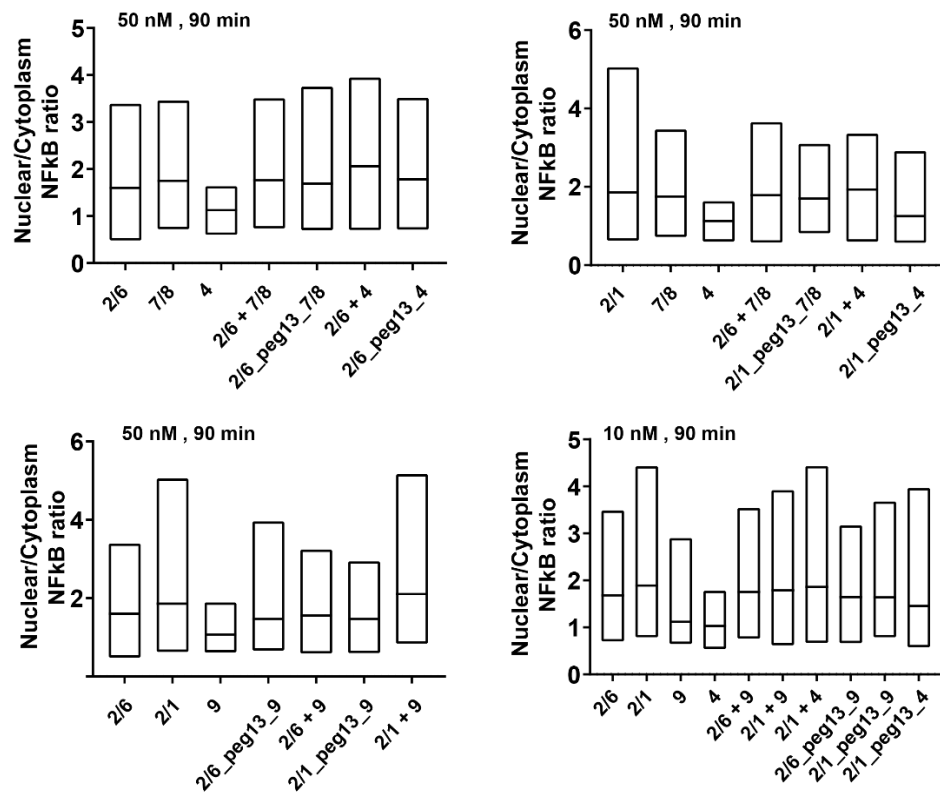 50 nM , 90 min
Nuclear/Cytoplasm
NFkB ratio
5
4
3
2
1
0
2/6
7/8
4
2/6 + 7/8
2/6_peg13_7/8
2/6 + 4
2/6_peg13_4
50 nM , 90 min
Nuclear/Cytoplasm
NFkB ratio
6
4
2
0
2/1
7/8
4
2/6 + 7/8
2/1_peg13_7/8
2/1 + 4
2/1_peg13_4
50 nM , 90 min
Nuclear/Cytoplasm
NFkB ratio
6
4
2
2/6
2/1
9
2/6_peg13_9
2/6 + 9
2/1_peg13_9
2/1 + 9
10 nM , 90 min
Nuclear/Cytoplasm
NFkB ratio
5
4
3
2
1
0
2/6
2/1
9
4
2/6 + 9
2/1 + 9
2/1 + 4
2/6_peg13_9
2/1_peg13_9
2/1_peg13_4